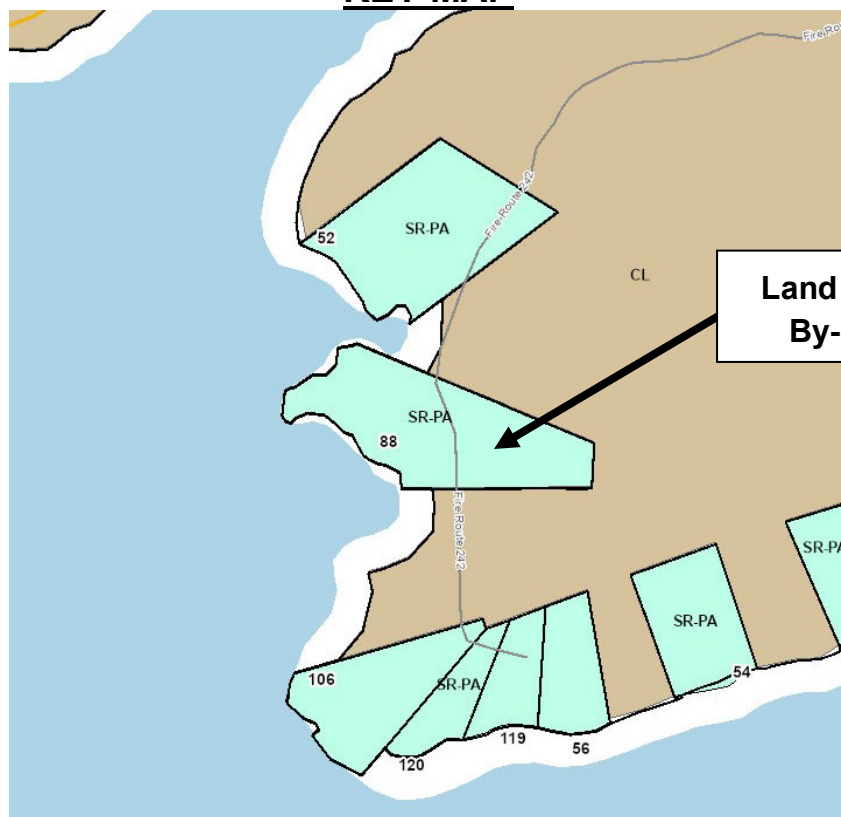 Fire Rou
Fire Route 242
SR-PA
52
CL
Land
By-
SR-PA
88
Fire Route 242
SR-PA
SR-PA
54
106
SR-PA
119
56
120